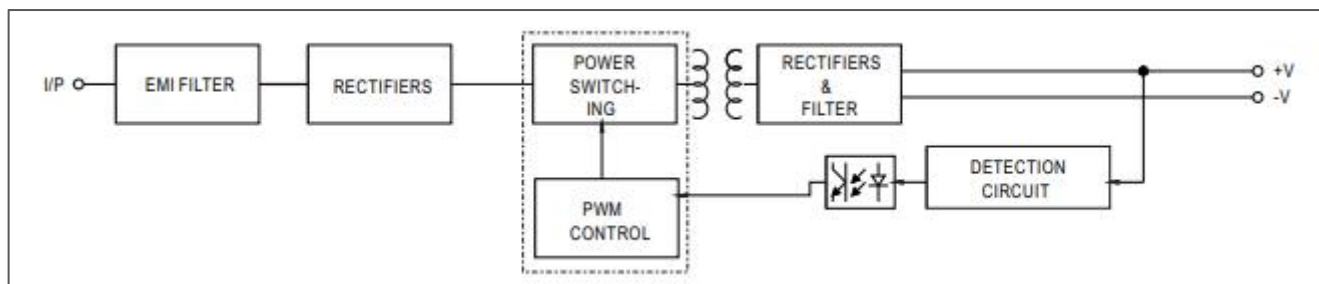 I/P
EMI FILTER
RECTIFIERS
POWER
SWITCH-
ING
RECTIFIERS
&
FILTER
+V
-V
DETECTION
CIRCUIT
PWM
CONTROL